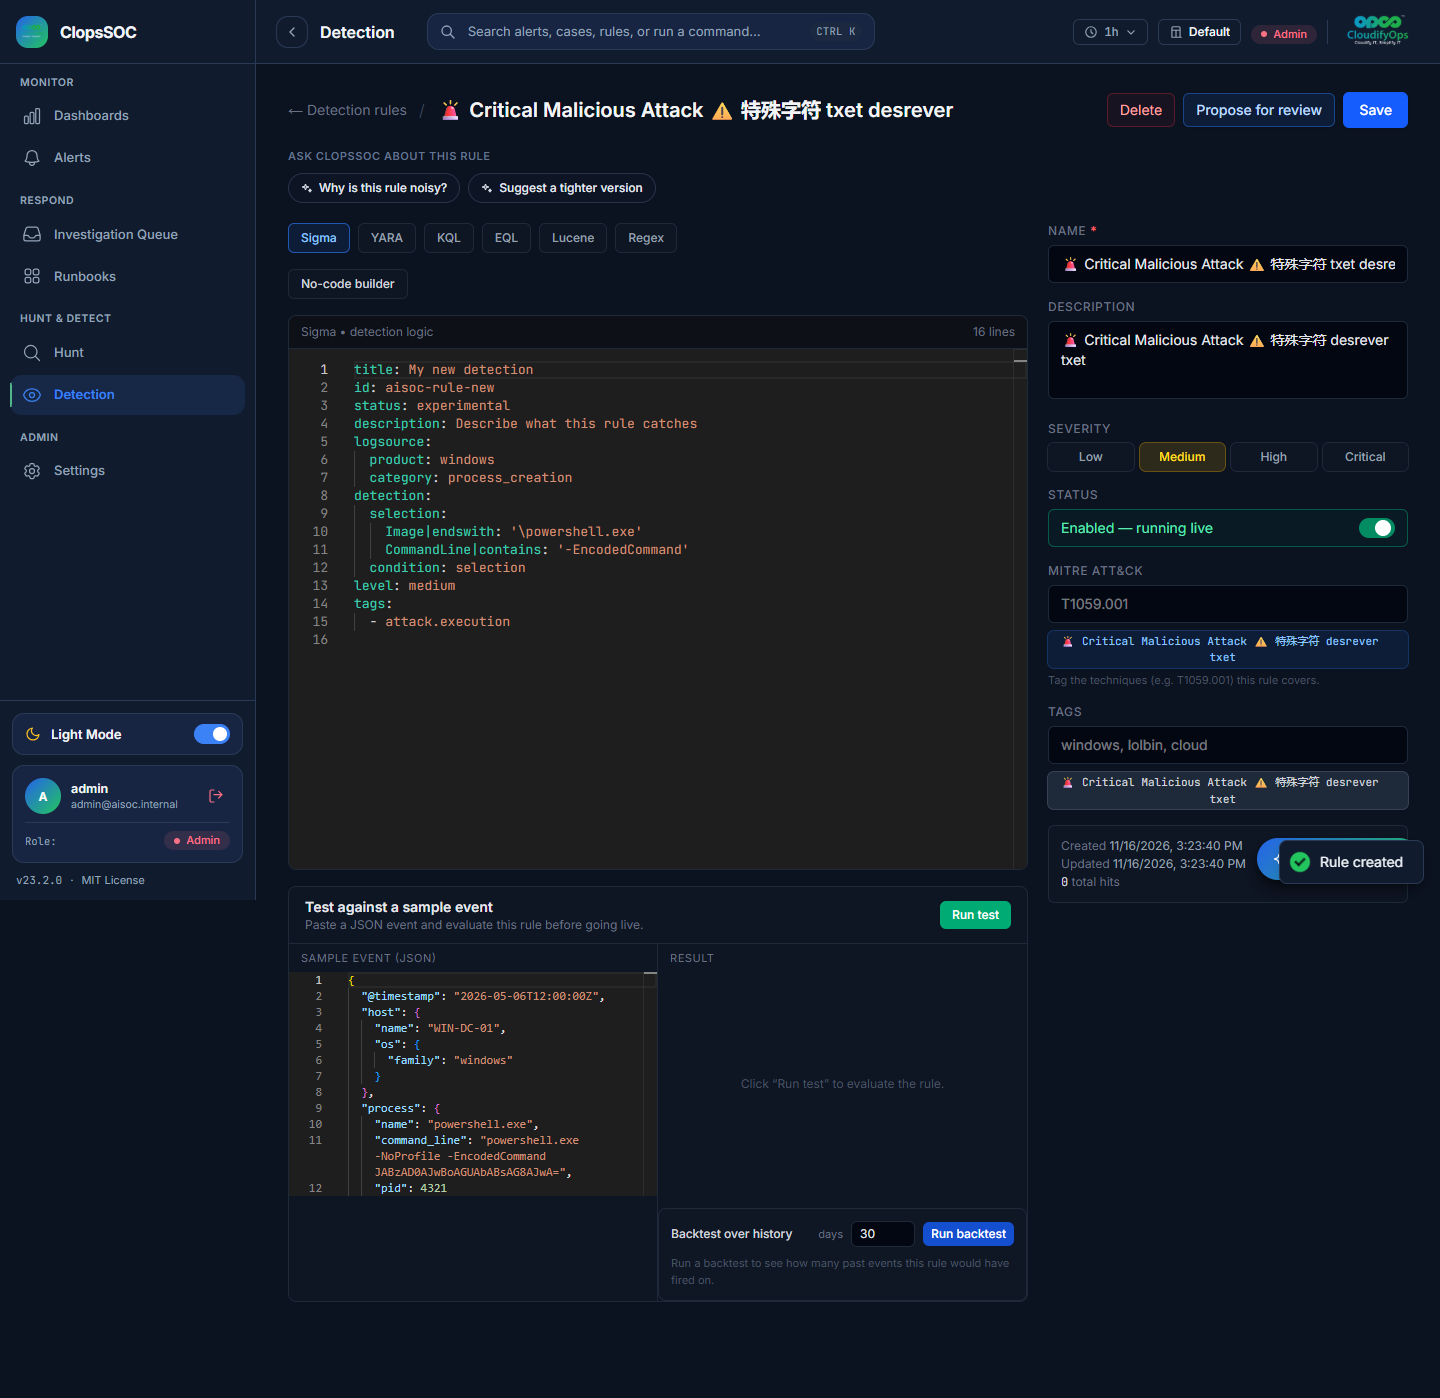 ClopsSOC
Detection
Search alerts, cases, rules, or run a command...
CTRL K
1h
Default
Admin
CloudifyOps
MONITOR
Dashboards
Alerts
RESPOND
Investigation Queue
Runbooks
HUNT & DETECT
Hunt
Detection
ADMIN
Settings
Light Mode
A
admin
admin@aisoc.internal
Role:
Admin
v23.2.0 · MIT License
← Detection rules / 🚨 Critical Malicious Attack ⚠️ 特殊字符 txet desrever
Delete
Propose for review
Save
ASK CLOPSSOC ABOUT THIS RULE
Why is this rule noisy?
Suggest a tighter version
Sigma
YARA
KQL
EQL
Lucene
Regex
No-code builder
Sigma • detection logic
16 lines
1 title: My new detection
2 id: aisoc-rule-new
3 status: experimental
4 description: Describe what this rule catches
5 logsource:
6 product: windows
7 category: process_creation
8 detection:
9 selection:
10 Image|endswith: '\powershell.exe'
11 CommandLine|contains: '-EncodedCommand'
12 condition: selection
13 level: medium
14 tags:
15 - attack.execution
16
Test against a sample event
Paste a JSON event and evaluate this rule before going live.
Run test
SAMPLE EVENT (JSON)
1 {
2 "@timestamp": "2026-05-06T12:00:00Z",
3 "host": {
4 "name": "WIN-DC-01",
5 "os": {
6 "family": "windows"
7 }
8 },
9 "process": {
10 "name": "powershell.exe",
11 "command_line": "powershell.exe
-NoProfile -EncodedCommand
JABzAD0AJwBoAGUAbABsAG8AJwA=",
12 "pid": 4321
RESULT
Click “Run test” to evaluate the rule.
Backtest over history
days
30
Run backtest
Run a backtest to see how many past events this rule would have
fired on.
NAME *
🚨 Critical Malicious Attack ⚠️ 特殊字符 txet desre
DESCRIPTION
🚨 Critical Malicious Attack ⚠️ 特殊字符 desrever
txet
SEVERITY
Low
Medium
High
Critical
STATUS
Enabled — running live
MITRE ATT&CK
T1059.001
🚨 Critical Malicious Attack ⚠️ 特殊字符 desrever
txet
Tag the techniques (e.g. T1059.001) this rule covers.
TAGS
windows, lolbin, cloud
🚨 Critical Malicious Attack ⚠️ 特殊字符 desrever
txet
Created 11/16/2026, 3:23:40 PM
Updated 11/16/2026, 3:23:40 PM
0 total hits
Rule created